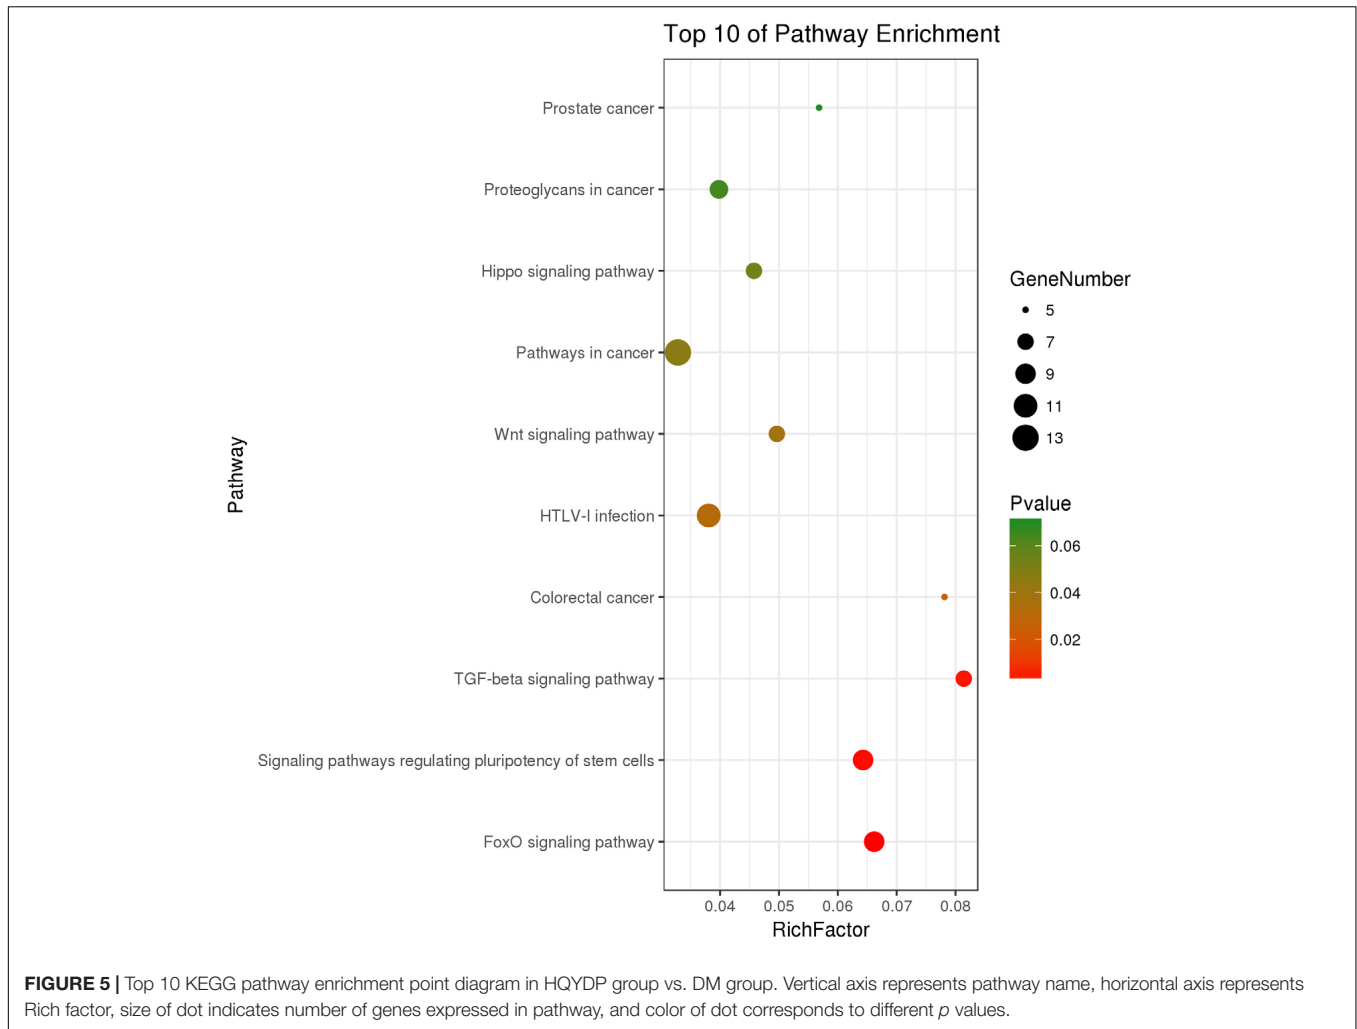 Top 10 of Pathway Enrichment
Pathway
Prostate cancer
Proteoglycans in cancer
Hippo signaling pathway
Pathways in cancer
Wnt signaling pathway
HTLV-I infection
Colorectal cancer
TGF-beta signaling pathway
Signaling pathways regulating pluripotency of stem cells
FoxO signaling pathway
0.04 0.05 0.06 0.07 0.08
RichFactor
GeneNumber
5
7
9
11
13
Pvalue
0.06
0.04
0.02
FIGURE 5 | Top 10 KEGG pathway enrichment point diagram in HQYDP group vs. DM group. Vertical axis represents pathway name, horizontal axis represents
Rich factor, size of dot indicates number of genes expressed in pathway, and color of dot corresponds to different p values.